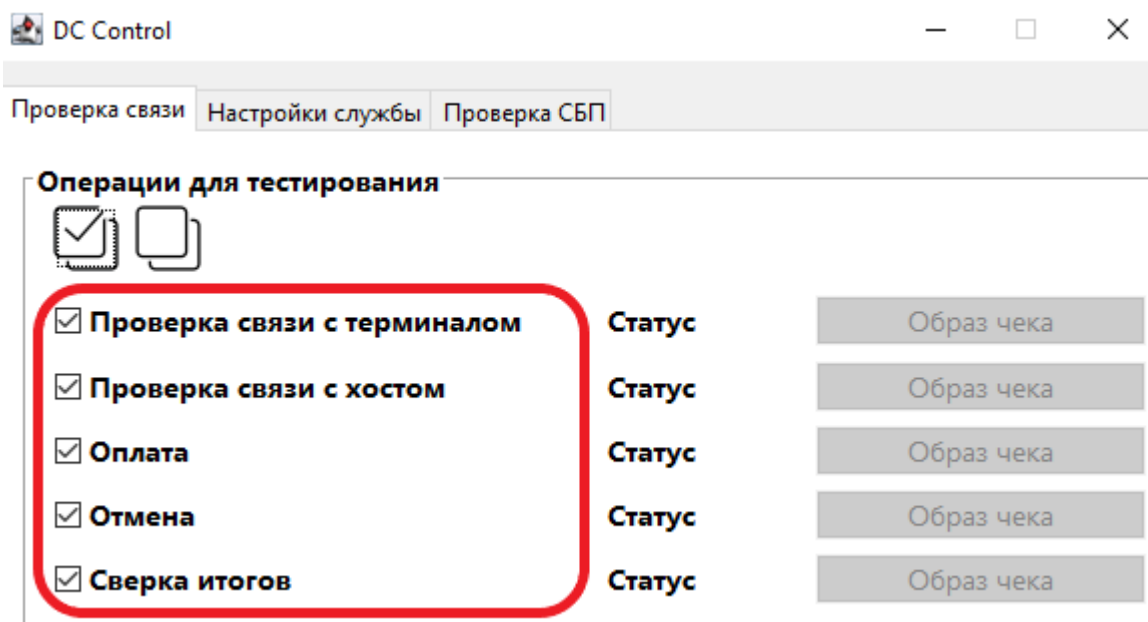 DC Control
Проверка связи Настройки службы Проверка СБП
Операции для тестирования
Проверка связи с терминалом Статус Образ чека
Проверка связи с хостом Статус Образ чека
Оплата Статус Образ чека
Отмена Статус Образ чека
Сверка итогов Статус Образ чека